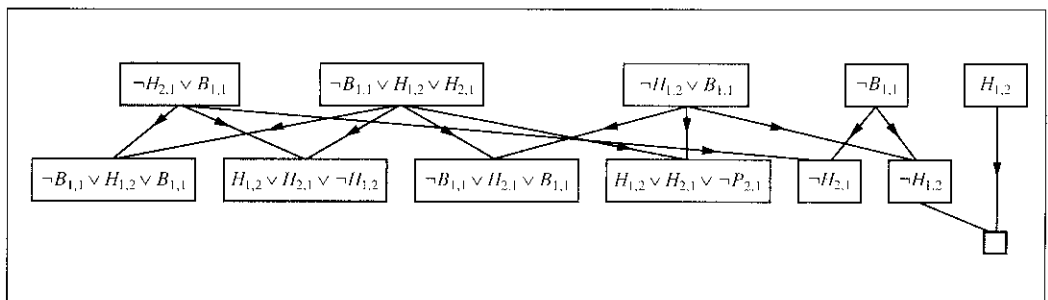 ¬H₂,₁ ∨ B₁,₁   ¬B₁,₁ ∨ H₁,₂ ∨ H₂,₁   ¬H₁,₂ ∨ B₁,₁   ¬B₁,₁   H₁,₂
¬B₁,₁ ∨ H₁,₂ ∨ B₁,₁   H₁,₂ ∨ H₂,₁ ∨ ¬H₁,₂   ¬B₁,₁ ∨ H₂,₁ ∨ B₁,₁   H₁,₂ ∨ H₂,₁ ∨ ¬P₂,₁   ¬H₂,₁   ¬H₁,₂